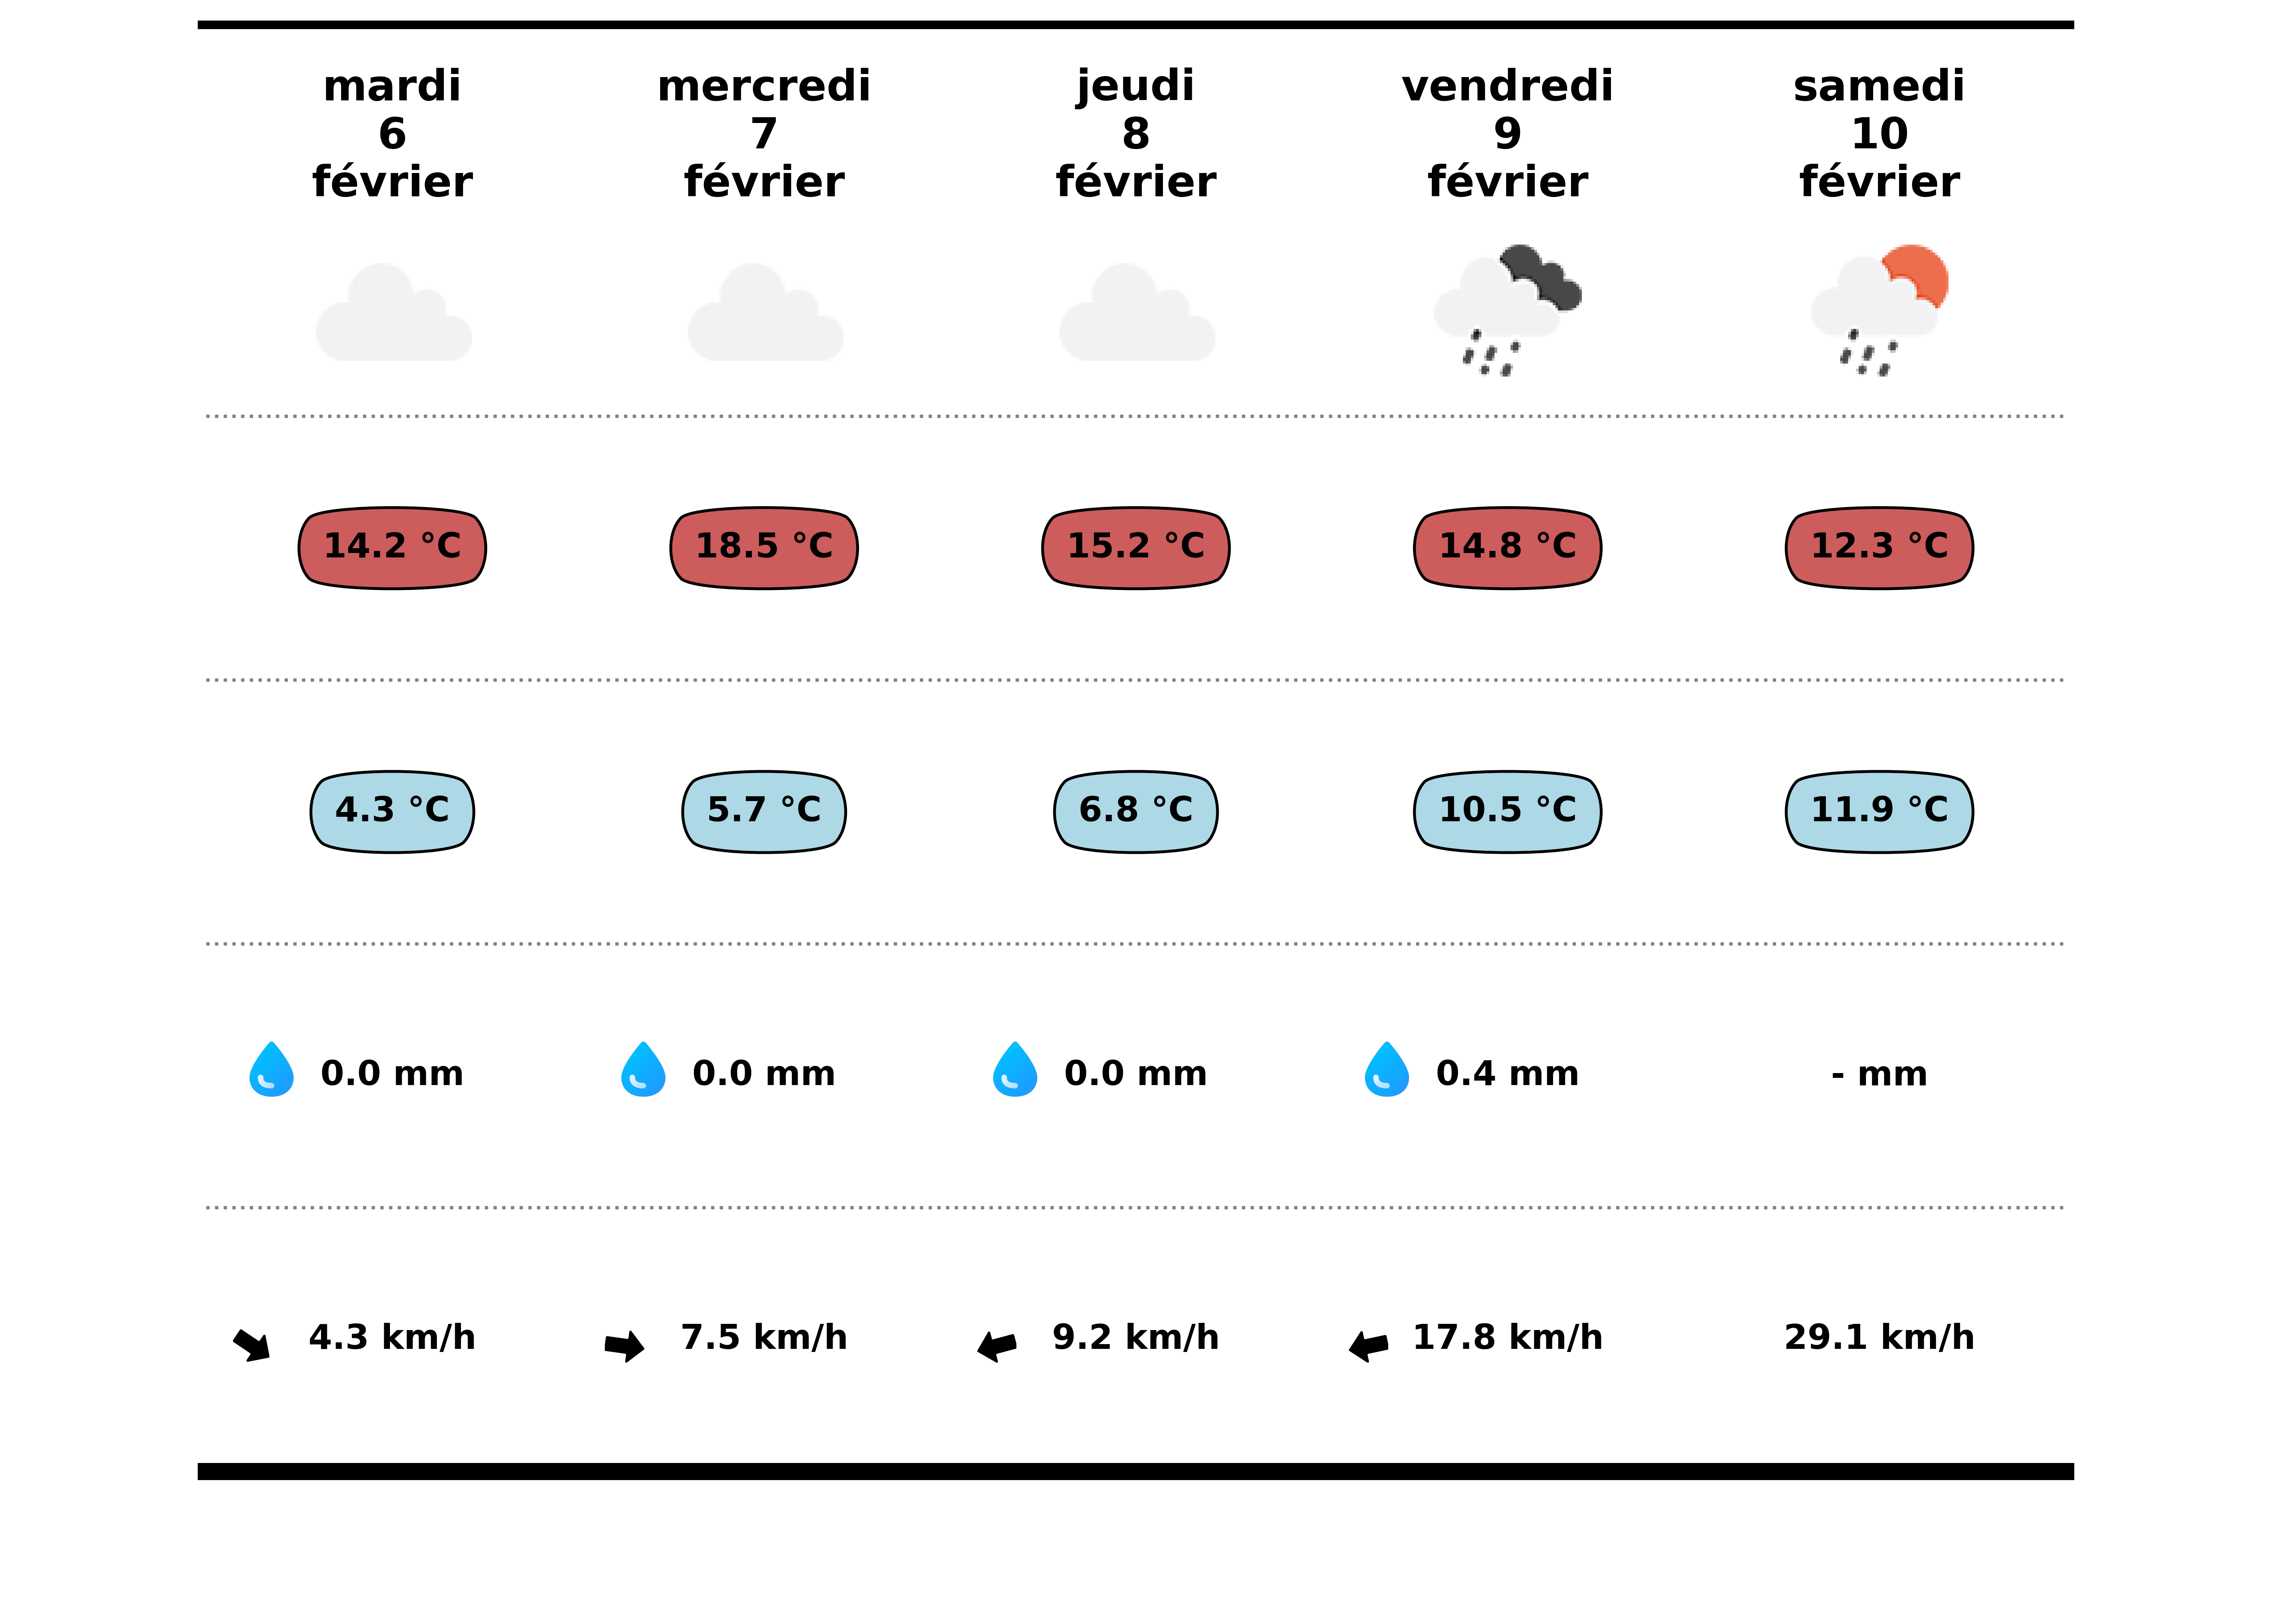 mardi
6
février
mercredi
7
février
jeudi
8
février
vendredi
9
février
samedi
10
février
14.2 °C
18.5 °C
15.2 °C
14.8 °C
12.3 °C
4.3 °C
5.7 °C
6.8 °C
10.5 °C
11.9 °C
0.0 mm
0.0 mm
0.0 mm
0.4 mm
- mm
4.3 km/h
7.5 km/h
9.2 km/h
17.8 km/h
29.1 km/h